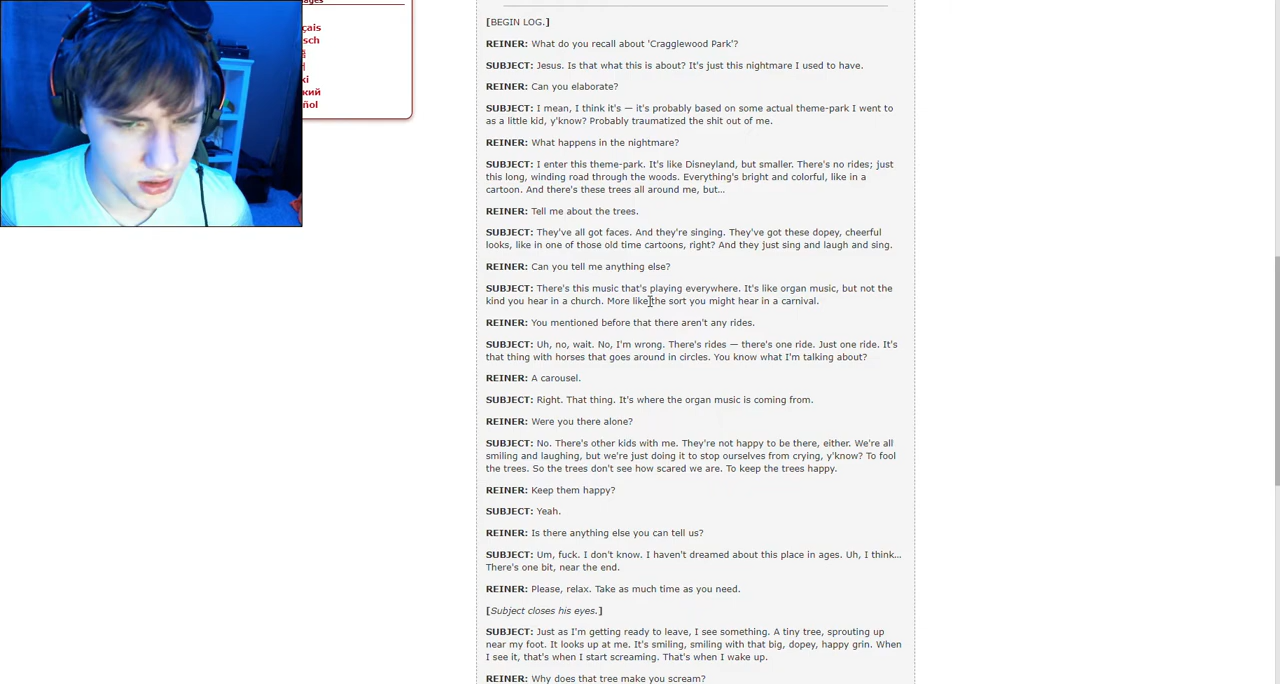 ages
çais
sch
ki
кий
ñol
[BEGIN LOG.]
REINER: What do you recall about 'Cragglewood Park'?
SUBJECT: Jesus. Is that what this is about? It's just this nightmare I used to have.
REINER: Can you elaborate?
SUBJECT: I mean, I think it's — it's probably based on some actual theme-park I went to
as a little kid, y'know? Probably traumatized the shit out of me.
REINER: What happens in the nightmare?
SUBJECT: I enter this theme-park. It's like Disneyland, but smaller. There's no rides; just
this long, winding road through the woods. Everything's bright and colorful, like in a
cartoon. And there's these trees all around me, but...
REINER: Tell me about the trees.
SUBJECT: They've all got faces. And they're singing. They've got these dopey, cheerful
looks, like in one of those old time cartoons, right? And they just sing and laugh and sing.
REINER: Can you tell me anything else?
SUBJECT: There's this music that's playing everywhere. It's like organ music, but not the
kind you hear in a church. More like the sort you might hear in a carnival.
REINER: You mentioned before that there aren't any rides.
SUBJECT: Uh, no, wait. No, I'm wrong. There's rides — there's one ride. Just one ride. It's
that thing with horses that goes around in circles. You know what I'm talking about?
REINER: A carousel.
SUBJECT: Right. That thing. It's where the organ music is coming from.
REINER: Were you there alone?
SUBJECT: No. There's other kids with me. They're not happy to be there, either. We're all
smiling and laughing, but we're just doing it to stop ourselves from crying, y'know? To fool
the trees. So the trees don't see how scared we are. To keep the trees happy.
REINER: Keep them happy?
SUBJECT: Yeah.
REINER: Is there anything else you can tell us?
SUBJECT: Um, fuck. I don't know. I haven't dreamed about this place in ages. Uh, I think...
There's one bit, near the end.
REINER: Please, relax. Take as much time as you need.
[Subject closes his eyes.]
SUBJECT: Just as I'm getting ready to leave, I see something. A tiny tree, sprouting up
near my foot. It looks up at me. It's smiling, smiling with that big, dopey, happy grin. When
I see it, that's when I start screaming. That's when I wake up.
REINER: Why does that tree make you scream?